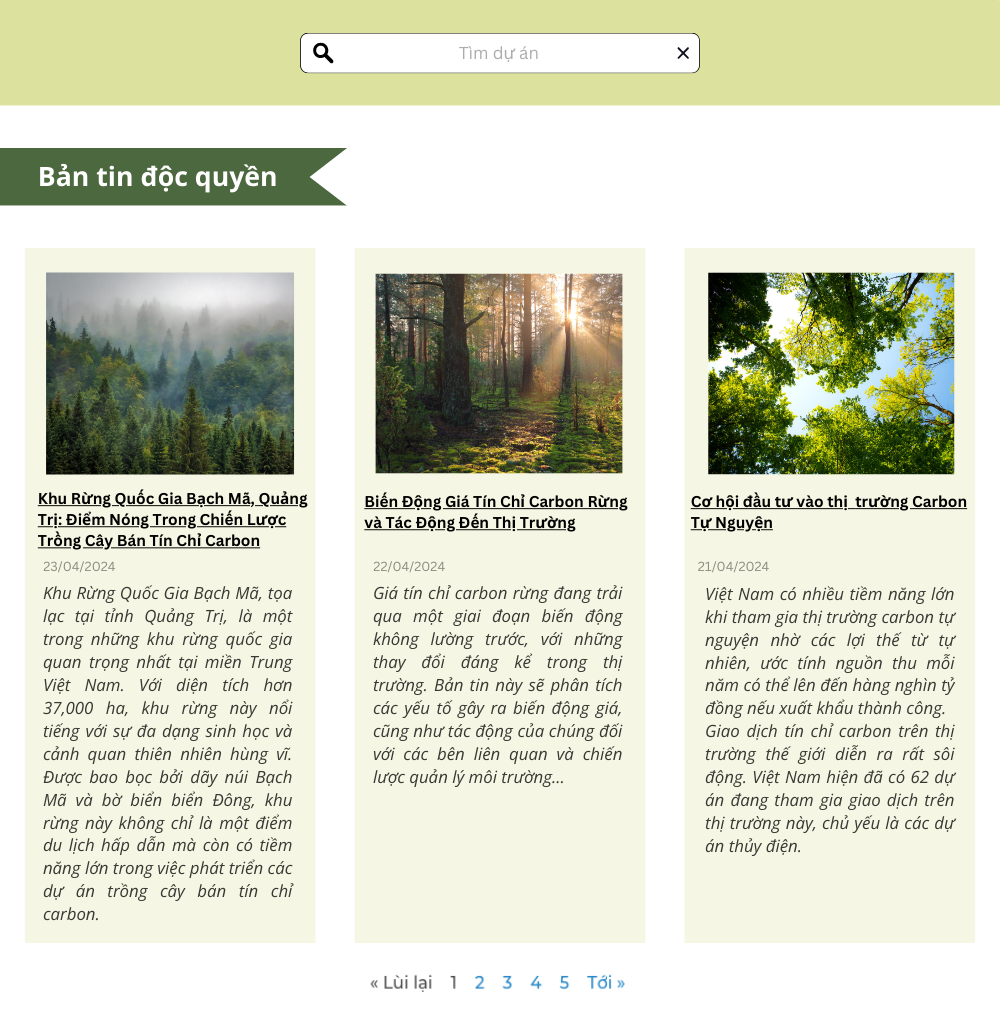 Tìm dự án
Bản tin độc quyền
Khu Rừng Quốc Gia Bạch Mã, Quảng
Trị: Điểm Nóng Trong Chiến Lược
Trồng Cây Bán Tín Chỉ Carbon
23/04/2024
Khu Rừng Quốc Gia Bạch Mã, tọa
lạc tại tỉnh Quảng Trị, là một
trong những khu rừng quốc gia
quan trọng nhất tại miền Trung
Việt Nam. Với diện tích hơn
37,000 ha, khu rừng này nổi
tiếng với sự đa dạng sinh học và
cảnh quan thiên nhiên hùng vĩ.
Được bao bọc bởi dãy núi Bạch
Mã và bờ biển biển Đông, khu
rừng này không chỉ là một điểm
du lịch hấp dẫn mà còn có tiềm
năng lớn trong việc phát triển các
dự án trồng cây bán tín chỉ
carbon.
Biến Động Giá Tín Chỉ Carbon Rừng
và Tác Động Đến Thị Trường
22/04/2024
Giá tín chỉ carbon rừng đang trải
qua một giai đoạn biến động
không lường trước, với những
thay đổi đáng kể trong thị
trường. Bản tin này sẽ phân tích
các yếu tố gây ra biến động giá,
cũng như tác động của chúng đối
với các bên liên quan và chiến
lược quản lý môi trường...
Cơ hội đầu tư vào thị  trường Carbon
Tự Nguyện
21/04/2024
Việt Nam có nhiều tiềm năng lớn
khi tham gia thị trường carbon tự
nguyện nhờ các lợi thế từ tự
nhiên, ước tính nguồn thu mỗi
năm có thể lên đến hàng nghìn tỷ
đồng nếu xuất khẩu thành công.
Giao dịch tín chỉ carbon trên thị
trường thế giới diễn ra rất sôi
động. Việt Nam hiện đã có 62 dự
án đang tham gia giao dịch trên
thị trường này, chủ yếu là các dự
án thủy điện.
« Lùi lại 1 2 3 4 5 Tới »